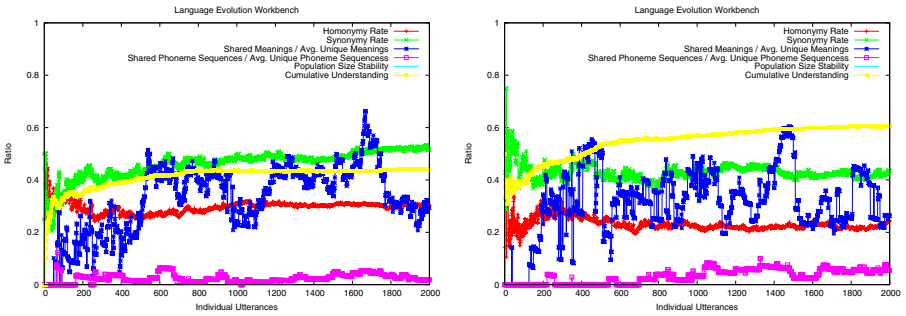 Language Evolution Workbench
Homonymy Rate
Synonymy Rate
Shared Meanings / Avg. Unique Meanings
Shared Phoneme Sequences / Avg. Unique Phoneme Sequencess
Population Size Stability
Cumulative Understanding
Ratio
1
0.8
0.6
0.4
0.2
0
0 200 400 600 800 1000 1200 1400 1600 1800 2000
Individual Utterances
Language Evolution Workbench
Homonymy Rate
Synonymy Rate
Shared Meanings / Avg. Unique Meanings
Shared Phoneme Sequences / Avg. Unique Phoneme Sequencess
Population Size Stability
Cumulative Understanding
Ratio
1
0.8
0.6
0.4
0.2
0
0 200 400 600 800 1000 1200 1400 1600 1800 2000
Individual Utterances